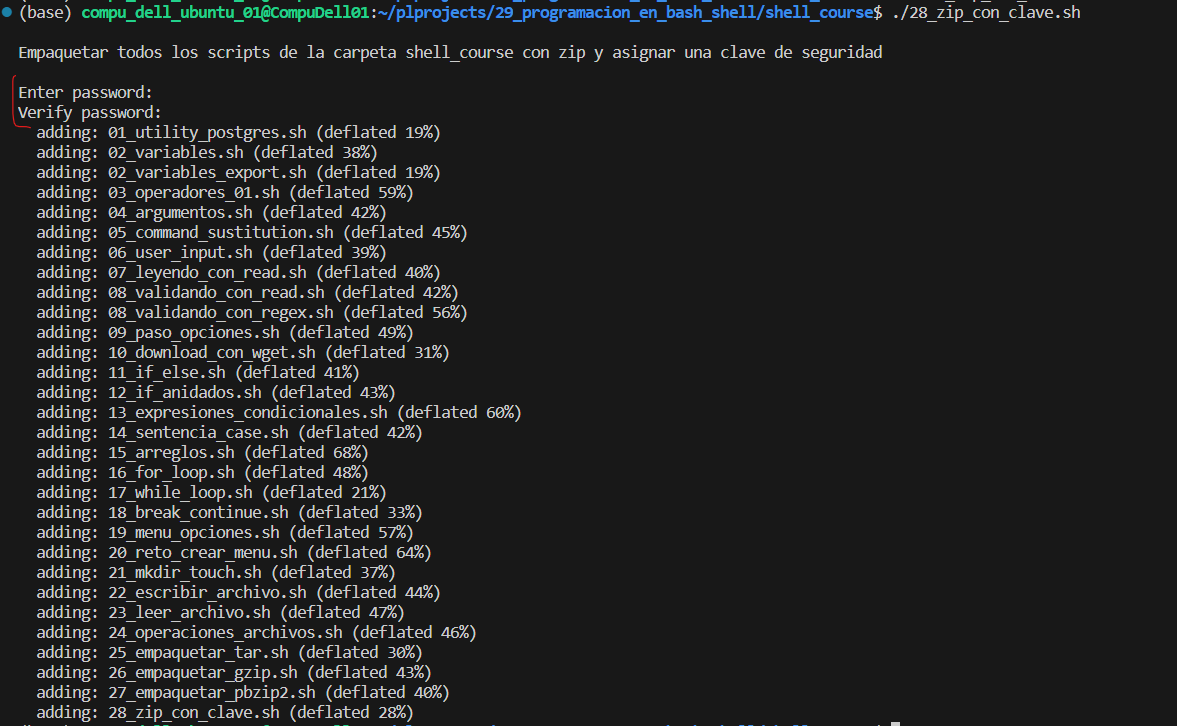 (base) compu_dell_ubuntu_01@CompuDell01:~/plprojects/29_programacion_en_bash_shell/shell_course$ ./28_zip_con_clave.sh
Empaquetar todos los scripts de la carpeta shell_course con zip y asignar una clave de seguridad
Enter password:
Verify password:
adding: 01_utility_postgres.sh (deflated 19%)
adding: 02_variables.sh (deflated 38%)
adding: 02_variables_export.sh (deflated 19%)
adding: 03_operadores_01.sh (deflated 59%)
adding: 04_argumentos.sh (deflated 42%)
adding: 05_command_sustitution.sh (deflated 45%)
adding: 06_user_input.sh (deflated 39%)
adding: 07_leyendo_con_read.sh (deflated 40%)
adding: 08_validando_con_read.sh (deflated 42%)
adding: 08_validando_con_regex.sh (deflated 56%)
adding: 09_paso_opciones.sh (deflated 49%)
adding: 10_download_con_wget.sh (deflated 31%)
adding: 11_if_else.sh (deflated 41%)
adding: 12_if_anidados.sh (deflated 43%)
adding: 13_expresiones_condicionales.sh (deflated 60%)
adding: 14_sentencia_case.sh (deflated 42%)
adding: 15_arreglos.sh (deflated 68%)
adding: 16_for_loop.sh (deflated 48%)
adding: 17_while_loop.sh (deflated 21%)
adding: 18_break_continue.sh (deflated 33%)
adding: 19_menu_opciones.sh (deflated 57%)
adding: 20_reto_crear_menu.sh (deflated 64%)
adding: 21_mkdir_touch.sh (deflated 37%)
adding: 22_escribir_archivo.sh (deflated 44%)
adding: 23_leer_archivo.sh (deflated 47%)
adding: 24_operaciones_archivos.sh (deflated 46%)
adding: 25_empaquetar_tar.sh (deflated 30%)
adding: 26_empaquetar_gzip.sh (deflated 43%)
adding: 27_empaquetar_pbzip2.sh (deflated 40%)
adding: 28_zip_con_clave.sh (deflated 28%)